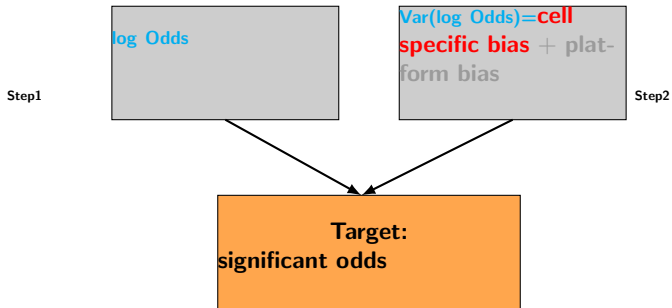 Step1
log Odds
Var(log Odds)=cell
specific bias + plat-
form bias
Step2
Target:
significant odds